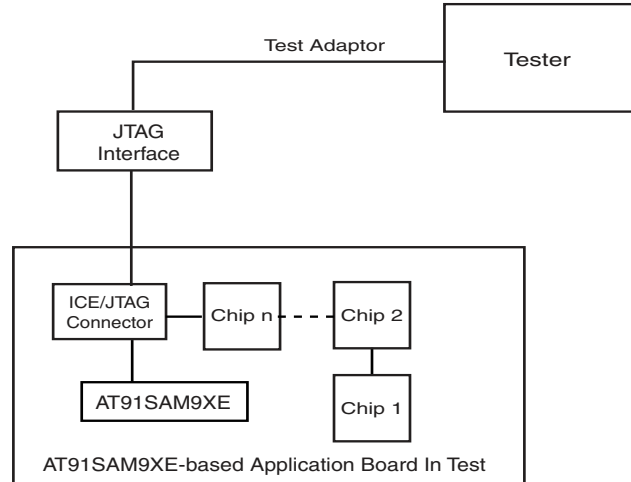 Test Adaptor
Tester
JTAG
Interface
ICE/JTAG
Connector
Chip n
Chip 2
AT91SAM9XE
Chip 1
AT91SAM9XE-based Application Board In Test